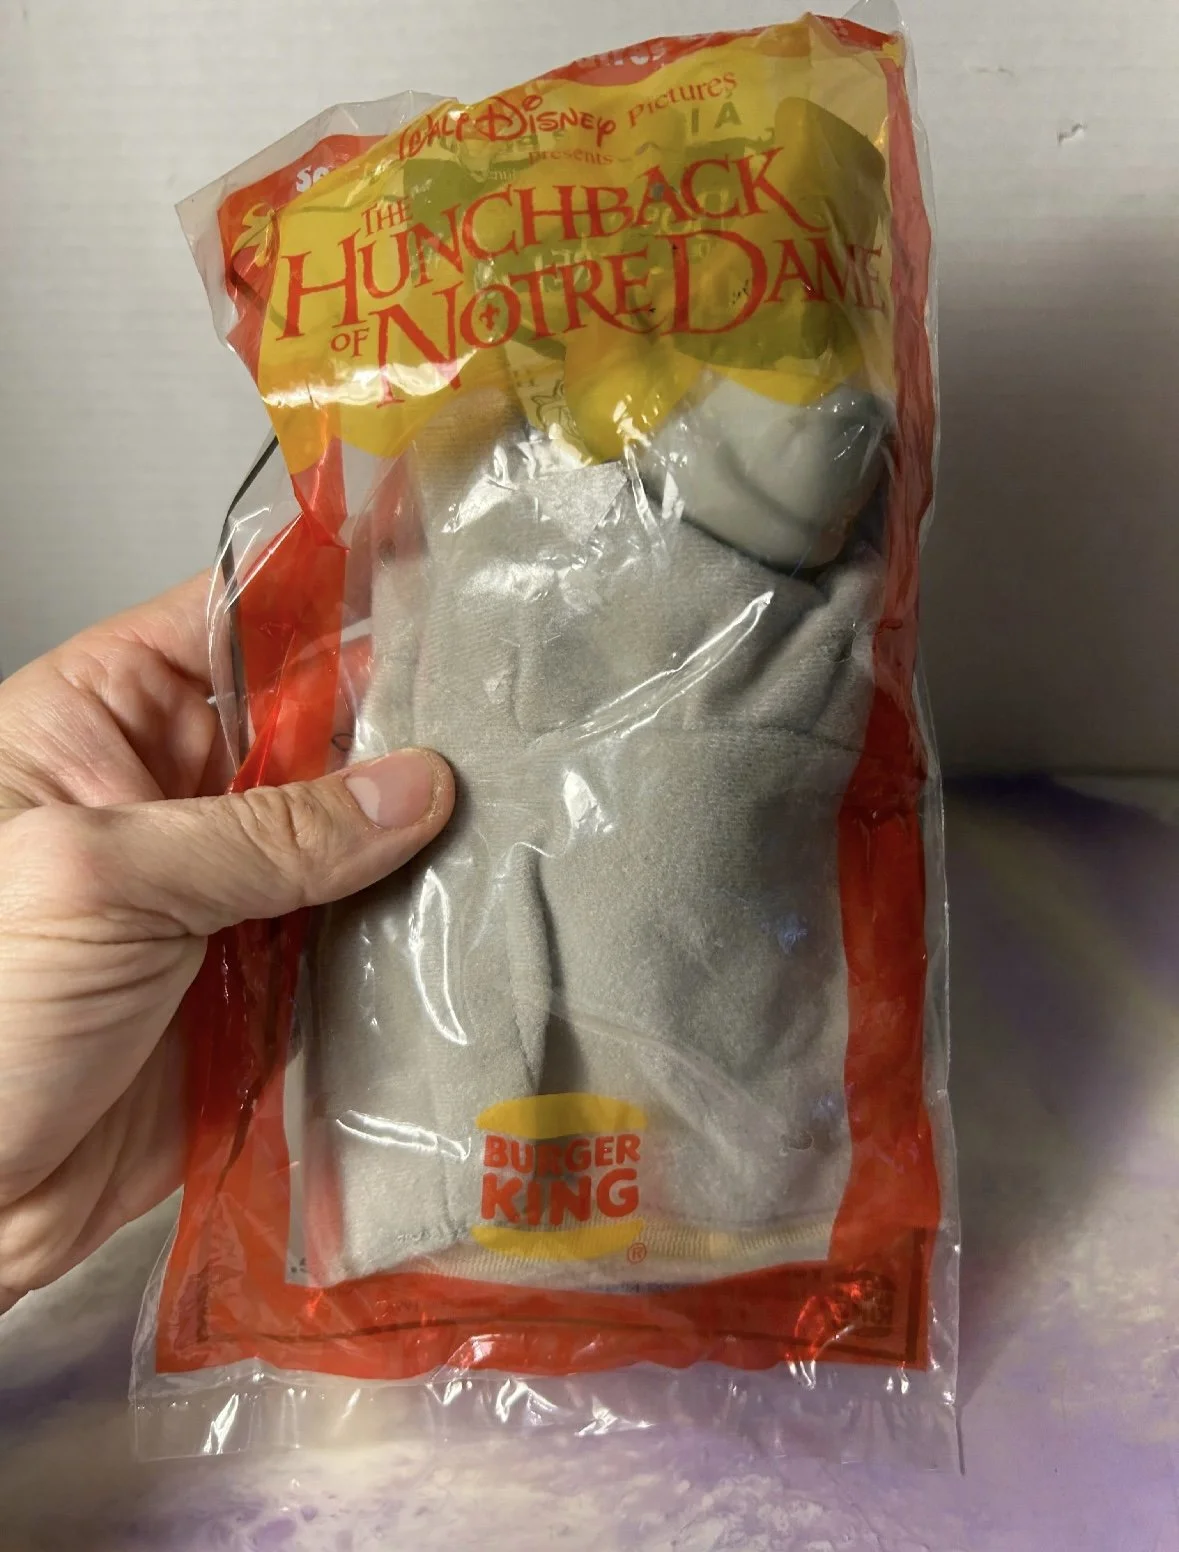 WALT DISNEY Pictures
presents
THE
HUNCHBACK
OF NOTRE DAME
BURGER
KING
®